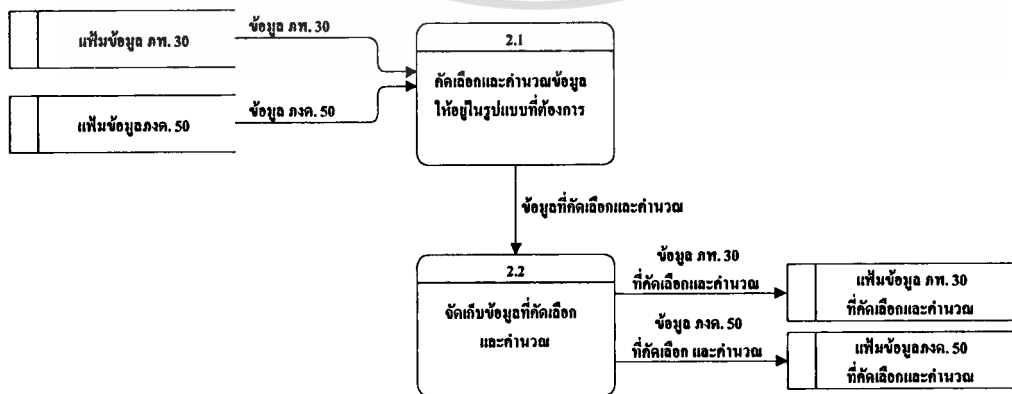 แฟ้มข้อมูล ภพ. 30
ข้อมูล ภพ. 30
แฟ้มข้อมูลภงด. 50
ข้อมูล ภงด. 50
2.1
คัดเลือกและคำนวณข้อมูล
ให้อยู่ในรูปแบบที่ต้องการ
ข้อมูลที่คัดเลือกและคำนวณ
2.2
จัดเก็บข้อมูลที่คัดเลือก
และคำนวณ
ข้อมูล ภพ. 30
ที่คัดเลือกและคำนวณ
แฟ้มข้อมูล ภพ. 30
ที่คัดเลือกและคำนวณ
ข้อมูล ภงด. 50
ที่คัดเลือก และคำนวณ
แฟ้มข้อมูลภงด. 50
ที่คัดเลือกและคำนวณ